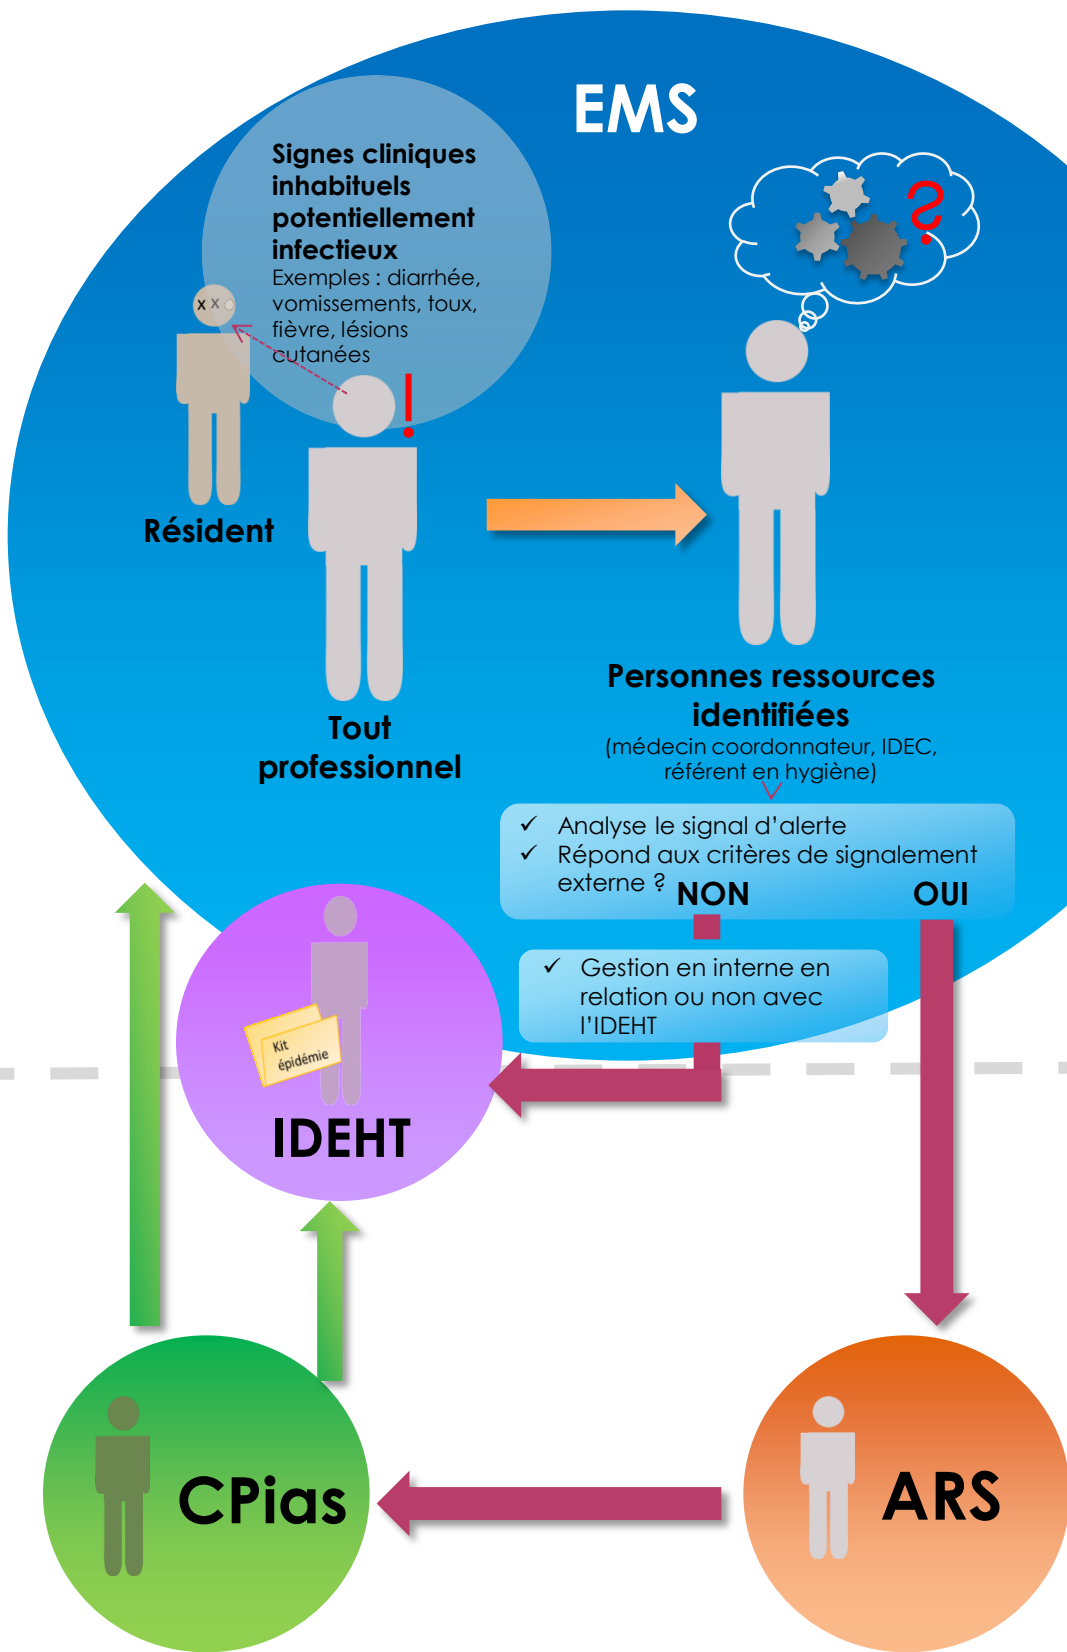 EMS
Signes cliniques
inhabituels
potentiellement
infectieux
Exemples : diarrhée,
vomissements, toux,
fièvre, lésions
cutanées
?
x x
!
Résident
Tout
professionnel
Personnes ressources
identifiées
(médecin coordonnateur, IDEC,
référent en hygiène)
✓ Analyse le signal d’alerte
✓ Répond aux critères de signalement
externe ?
NON OUI
✓ Gestion en interne en
relation ou non avec
l’IDEHT
Kit
épidémie
IDEHT
CPias
ARS